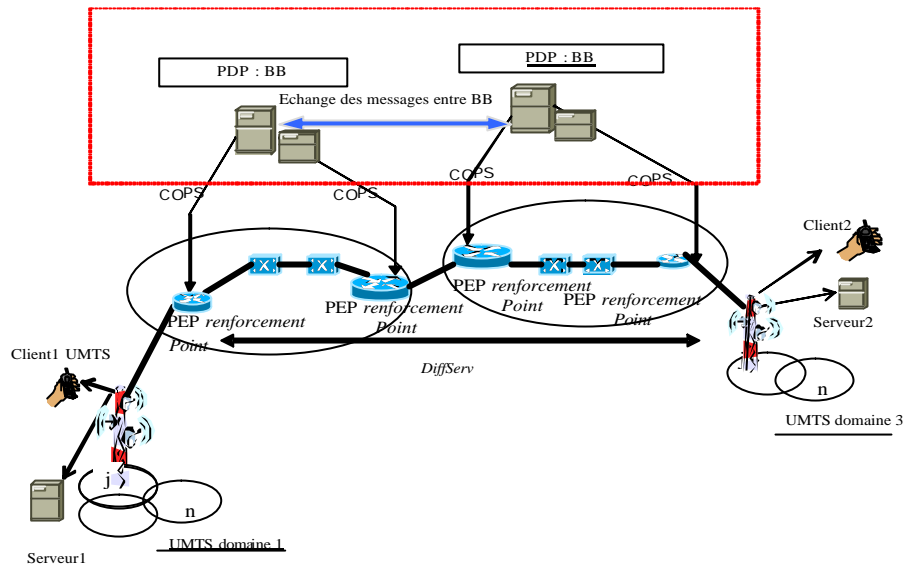 PDP : BB
PDP : BB
Echange des messages entre BB
COPS
COPS
COPS
COPS
Client2
Serveur2
PEP renforcement
Point
PEP renforcement
Point
PEP renforcement
Point
PEP renforcement
Point
DiffServ
Client1 UMTS
j
n
UMTS domaine 3
j
n
UMTS domaine 1
Serveur1